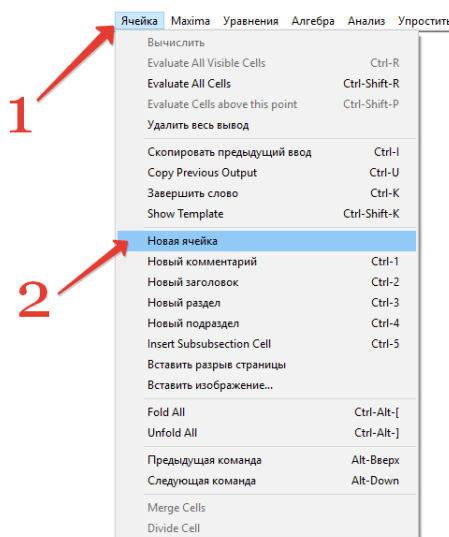 Ячейка Maxima Уравнения Алгебра Анализ Упростить
1
Вычислить
Evaluate All Visible Cells Ctrl-R
Evaluate All Cells Ctrl-Shift-R
Evaluate Cells above this point Ctrl-Shift-P
Удалить весь вывод
Скопировать предыдущий ввод Ctrl-I
Copy Previous Output Ctrl-U
Завершить слово Ctrl-K
Show Template Ctrl-Shift-K
2
Новая ячейка
Новый комментарий Ctrl-1
Новый заголовок Ctrl-2
Новый раздел Ctrl-3
Новый подраздел Ctrl-4
Insert Subsubsection Cell Ctrl-5
Вставить разрыв страницы
Вставить изображение...
Fold All Ctrl-Alt-[
Unfold All Ctrl-Alt-]
Предыдущая команда Alt-Вверх
Следующая команда Alt-Down
Merge Cells
Divide Cell